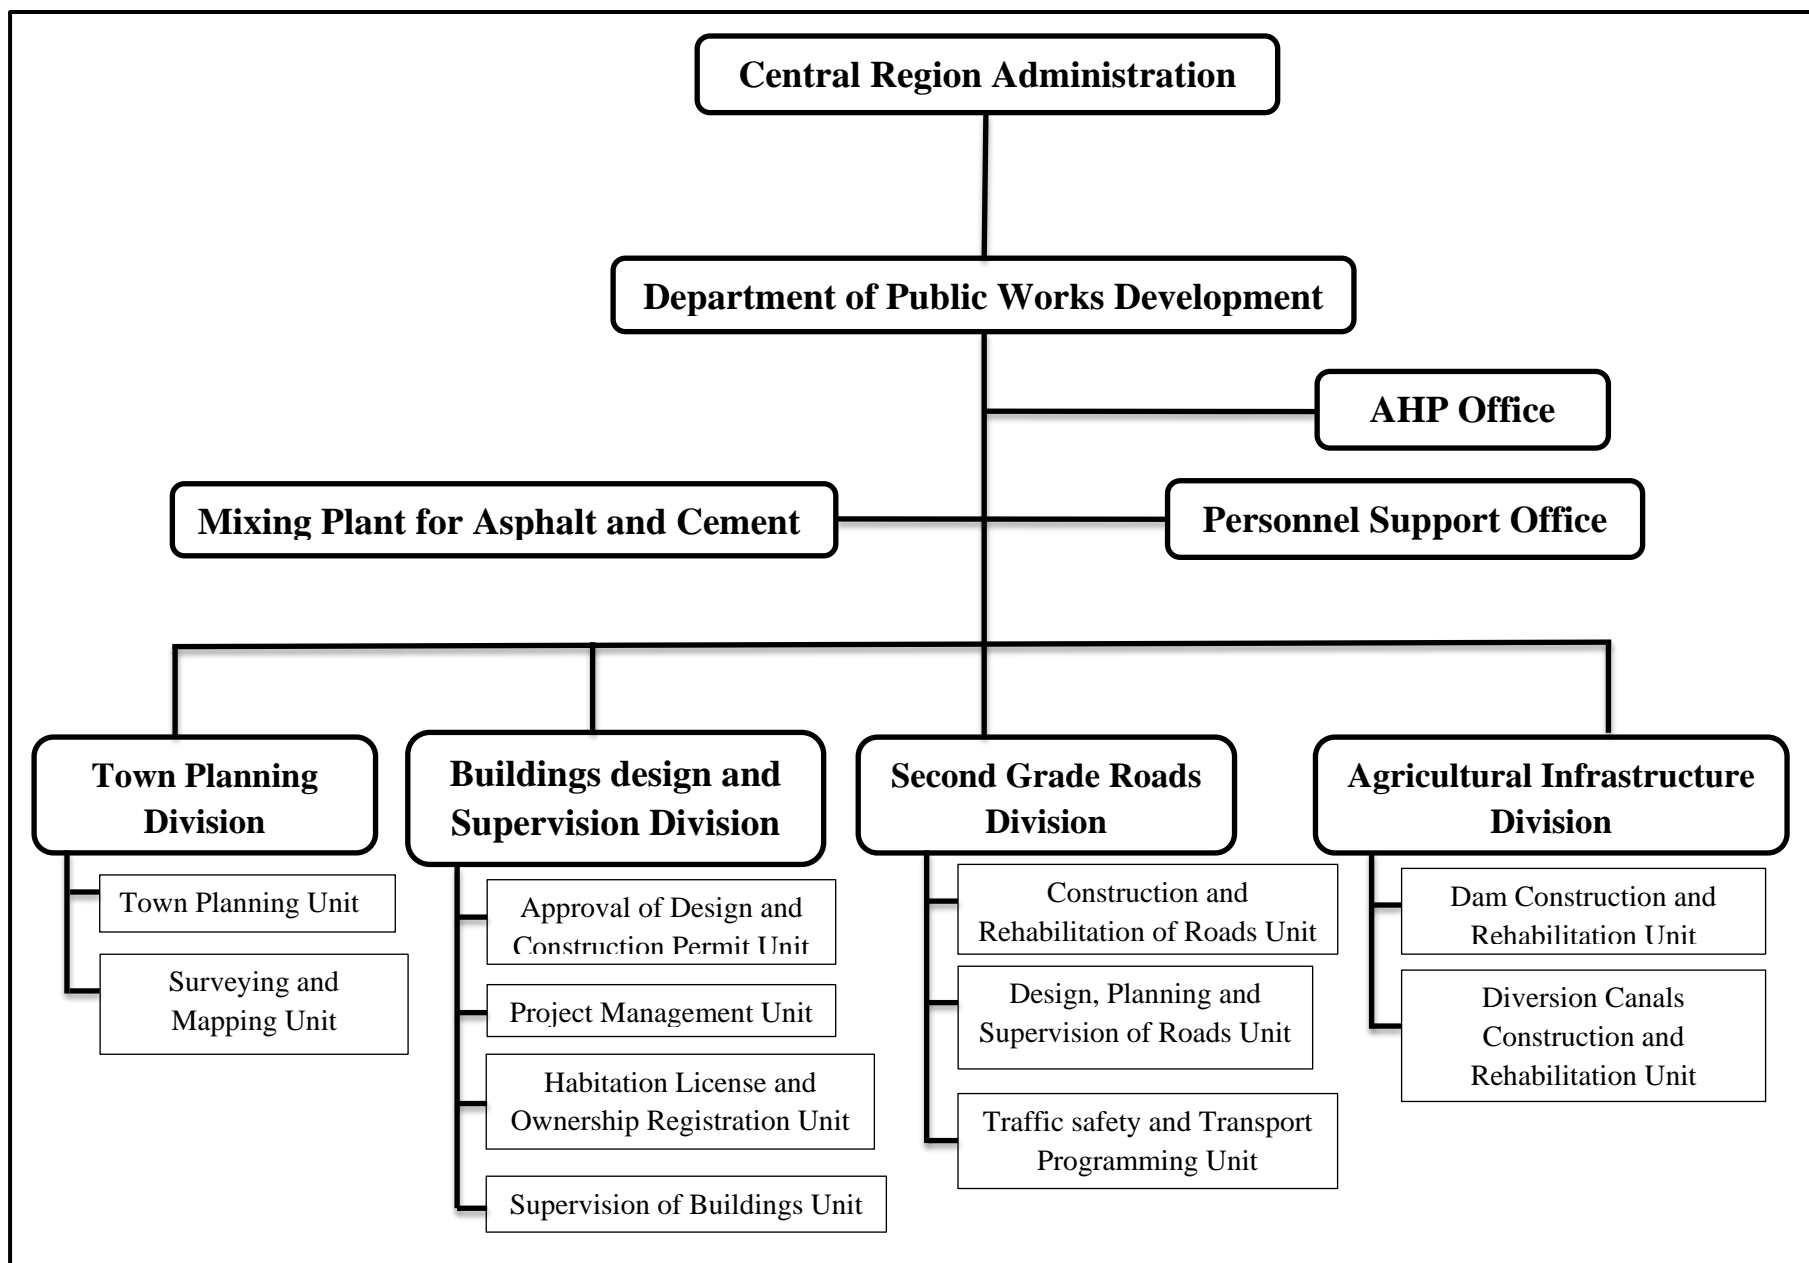 Central Region Administration
Department of Public Works Development
AHP Office
Mixing Plant for Asphalt and Cement
Personnel Support Office
Town Planning
Division
Buildings design and
Supervision Division
Second Grade Roads
Division
Agricultural Infrastructure
Division
Town Planning Unit
Surveying and
Mapping Unit
Approval of Design and
Construction Permit Unit
Project Management Unit
Habitation License and
Ownership Registration Unit
Supervision of Buildings Unit
Construction and
Rehabilitation of Roads Unit
Design, Planning and
Supervision of Roads Unit
Traffic safety and Transport
Programming Unit
Dam Construction and
Rehabilitation Unit
Diversion Canals
Construction and
Rehabilitation Unit